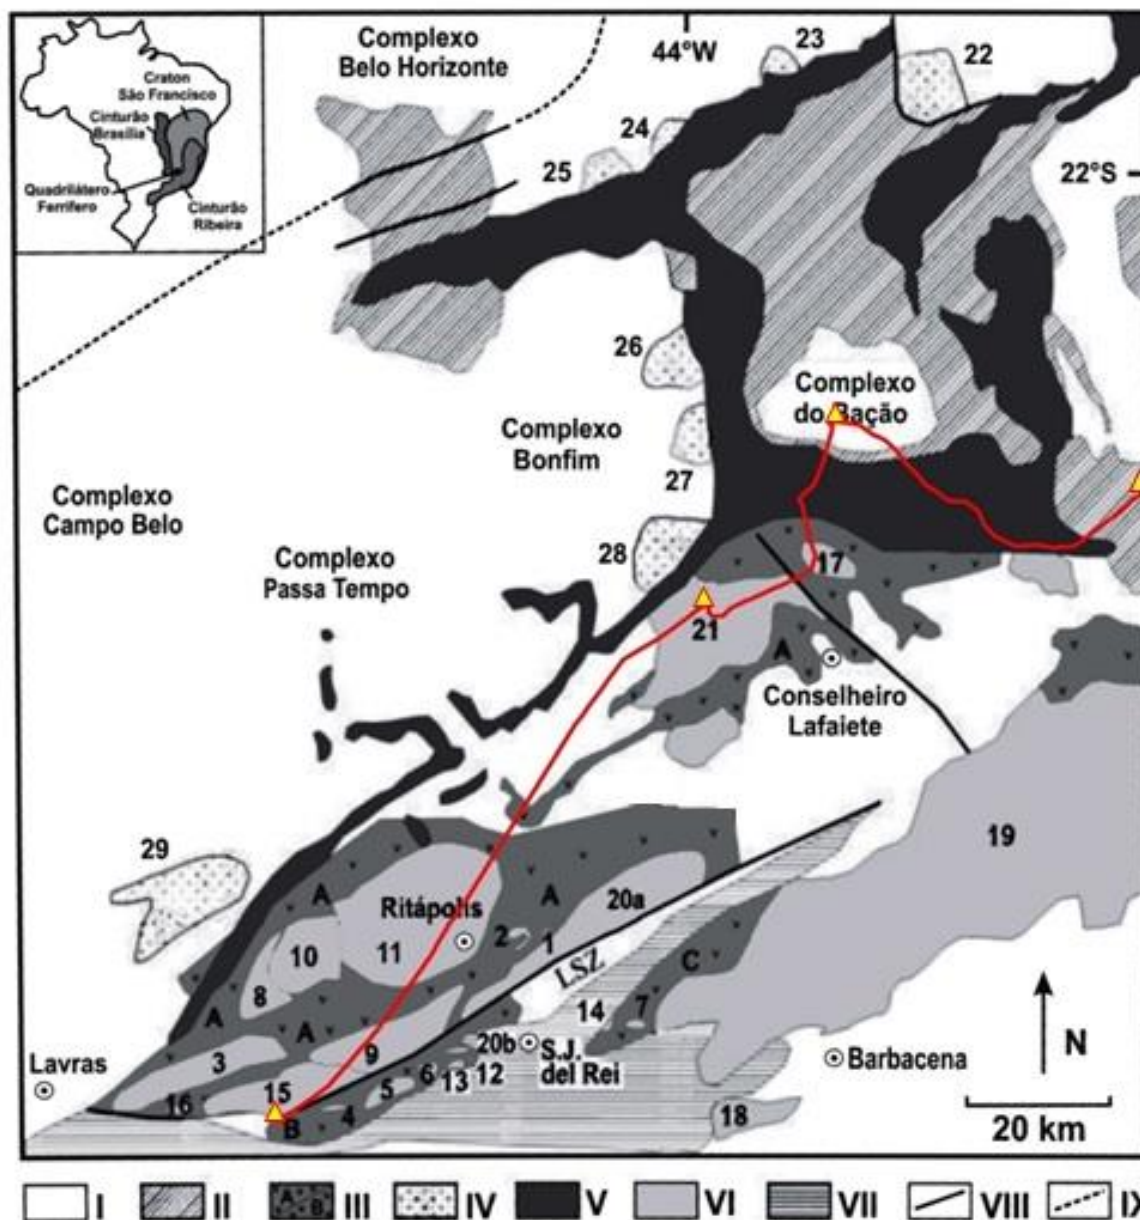 Complexo
Belo Horizonte
44°W
23
22
Craton
São Francisco
Cinturão
Brasília
Quadrilátero
Ferrífero
Cinturão
Ribeira
24
25
22°S
26
Complexo
do Bação
Complexo
Bonfim
27
Complexo
Campo Belo
28
Complexo
Passa Tempo
17
21
A
Conselheiro
Lafaiete
29
19
A
Ritápolis
A
20a
10
11
2
1
LSZ
C
8
14
7
A
A
N
Lavras
3
9
20b
S.J.
del Rei
Barbacena
6
13
12
15
5
16
4
B
18
20 km
I
II
A
B
III
IV
V
VI
VII
VIII
IX